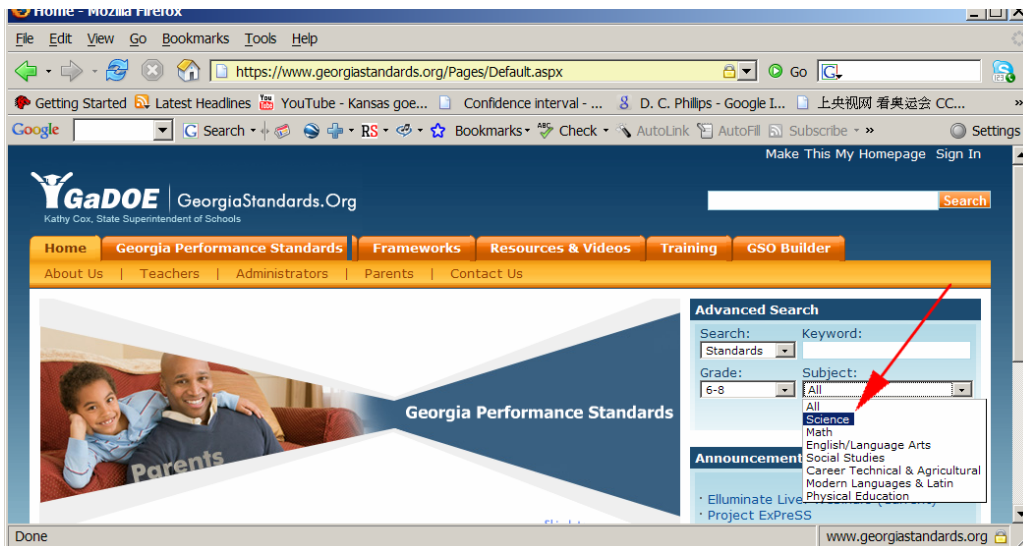 Home - Mozilla Firefox
File Edit View Go Bookmarks Tools Help
https://www.georgiastandards.org/Pages/Default.aspx Go G
Getting Started Latest Headlines YouTube - Kansas goe... Confidence interval - ... D. C. Phillips - Google I... 上央视网 看奥运会 CC... »
Google G Search RS Bookmarks ABC Check AutoLink AutoFill Subscribe » Settings
Make This My Homepage Sign In
GaDOE GeorgiaStandards.Org
Kathy Cox, State Superintendent of Schools
Search
Home Georgia Performance Standards Frameworks Resources & Videos Training GSO Builder
About Us | Teachers | Administrators | Parents | Contact Us
Advanced Search
Search: Keyword:
Standards
Grade: Subject:
6-8 All
All
Science
Math
English/Language Arts
Social Studies
Career Technical & Agricultural
Modern Languages & Latin
Physical Education
Georgia Performance Standards
Parents
Announcement
· Elluminate Live
· Project ExPreSS
Done www.georgiastandards.org